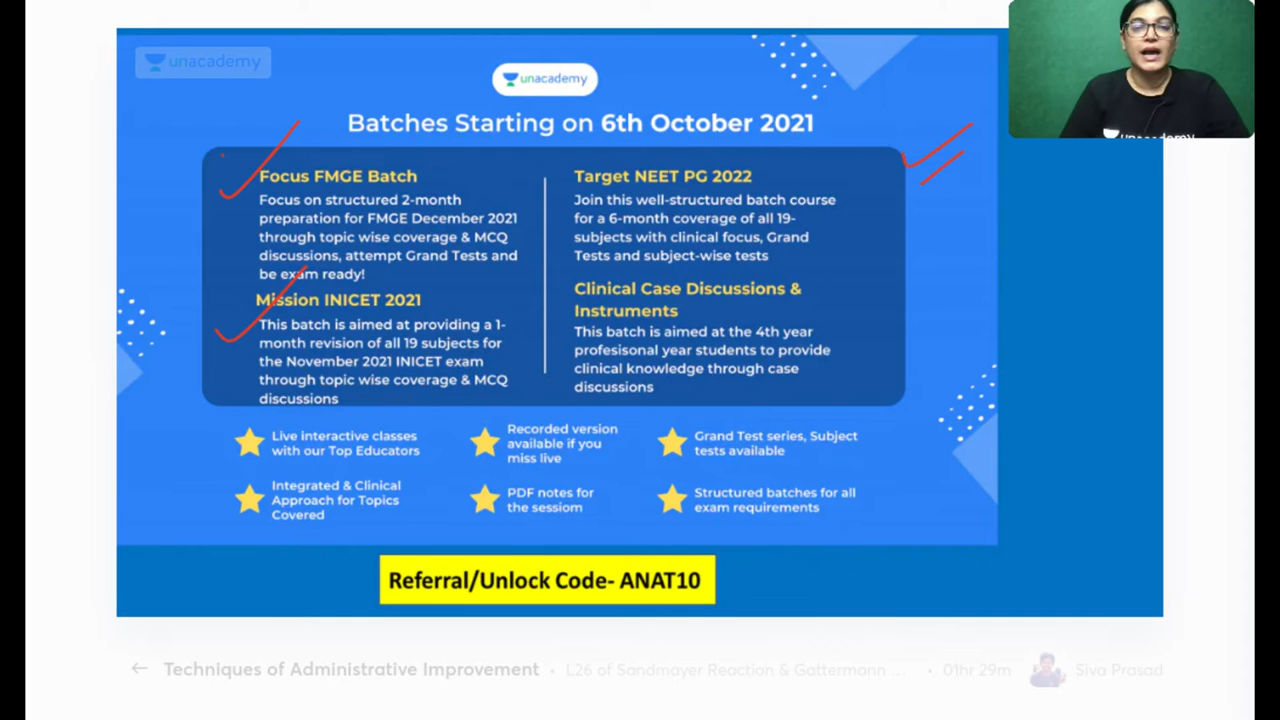 unacademy
unacademy
Batches Starting on 6th October 2021
Focus FMGE Batch
Focus on structured 2-month
preparation for FMGE December 2021
through topic wise coverage & MCQ
discussions, attempt Grand Tests and
be exam ready!
Mission INICET 2021
This batch is aimed at providing a 1-
month revision of all 19 subjects for
the November 2021 INICET exam
through topic wise coverage & MCQ
discussions
Target NEET PG 2022
Join this well-structured batch course
for a 6-month coverage of all 19-
subjects with clinical focus, Grand
Tests and subject-wise tests
Clinical Case Discussions &
Instruments
This batch is aimed at the 4th year
profesisonal year students to provide
clinical knowledge through case
discussions
Live interactive classes
with our Top Educators
Recorded version
available if you
miss live
Grand Test series, Subject
tests available
Integrated & Clinical
Approach for Topics
Covered
PDF notes for
the sessiom
Structured batches for all
exam requirements
Referral/Unlock Code- ANAT10
unacademy
Techniques of Administrative Improvement • L26 of Sandmayer Reaction & Gattermann ... • 01hr 29m Siva Prasad